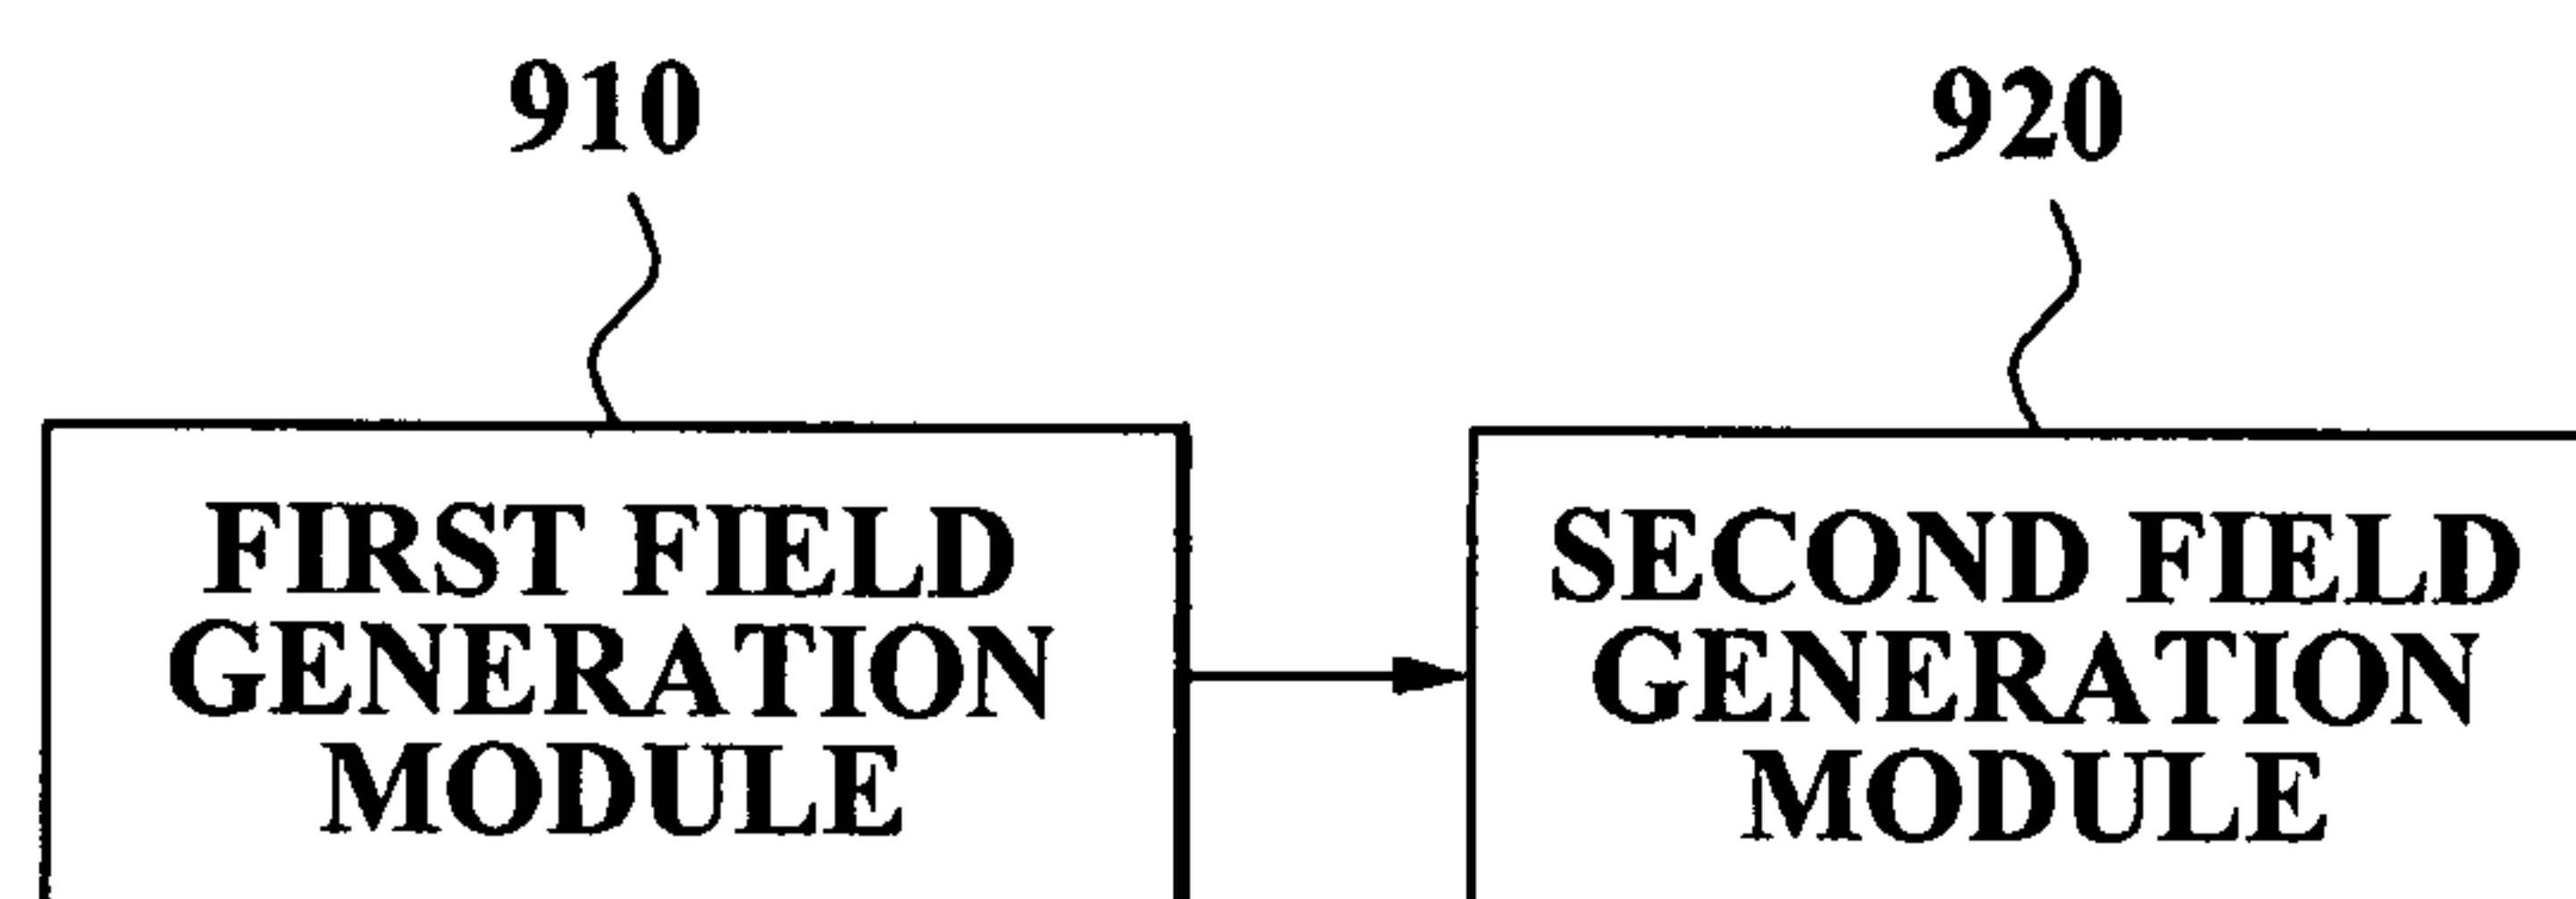 910
920
FIRST FIELD
GENERATION
MODULE
SECOND FIELD
GENERATION
MODULE